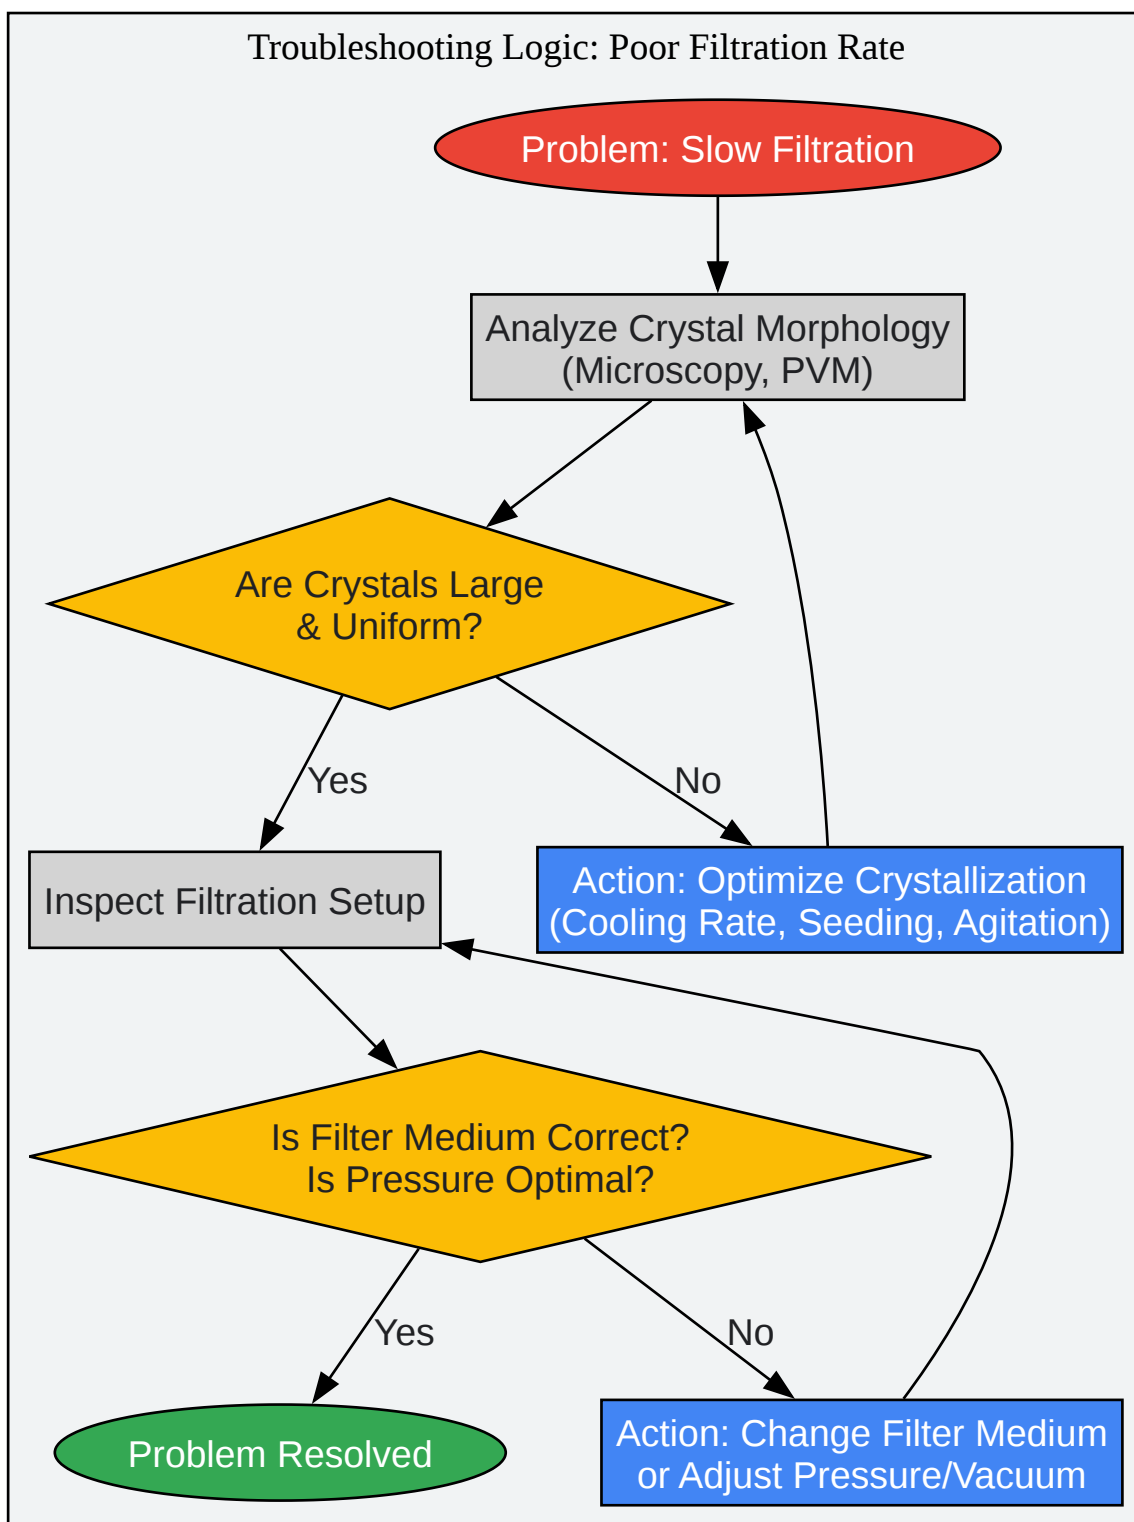 Troubleshooting Logic: Poor Filtration Rate
Problem: Slow Filtration
Analyze Crystal Morphology
(Microscopy, PVM)
Are Crystals Large
& Uniform?
Yes
No
Inspect Filtration Setup
Action: Optimize Crystallization
(Cooling Rate, Seeding, Agitation)
Is Filter Medium Correct?
Is Pressure Optimal?
Yes
No
Problem Resolved
Action: Change Filter Medium
or Adjust Pressure/Vacuum